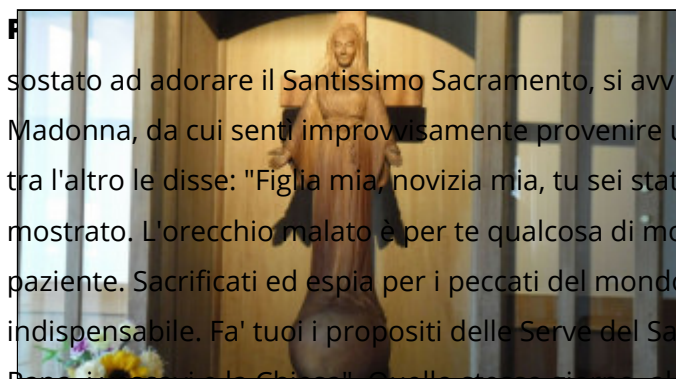 sostato ad adorare il Santissimo Sacramento, si avv
Madonna, da cui sentì improvvisamente provenire
tra l'altro le disse: "Figlia mia, novizia mia, tu sei stat
mostrato. L'orecchio malato è per te qualcosa di mo
paziente. Sacrificati ed espia per i peccati del mondo
indispensabile. Fa' tuoi i propositi delle Serve del Sa